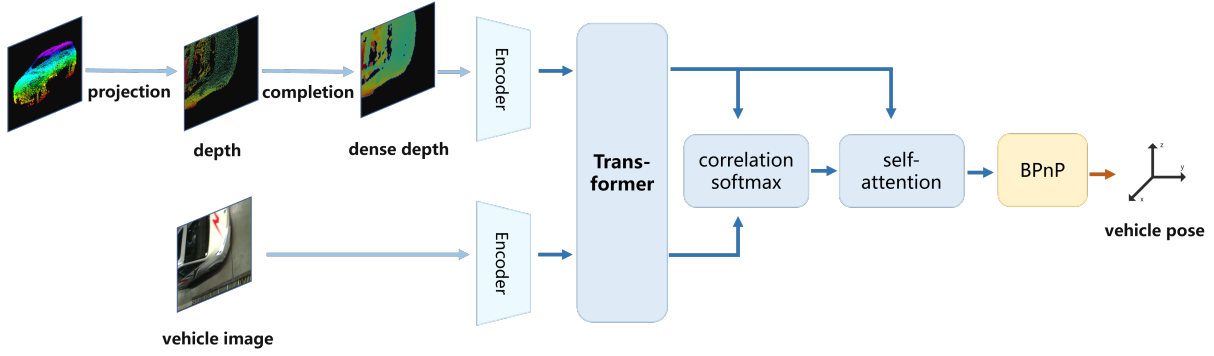 projection
completion
depth
dense depth
Encoder
Trans-
former
correlation
softmax
self-
attention
BPnP
z
y
x
vehicle pose
Encoder
vehicle image